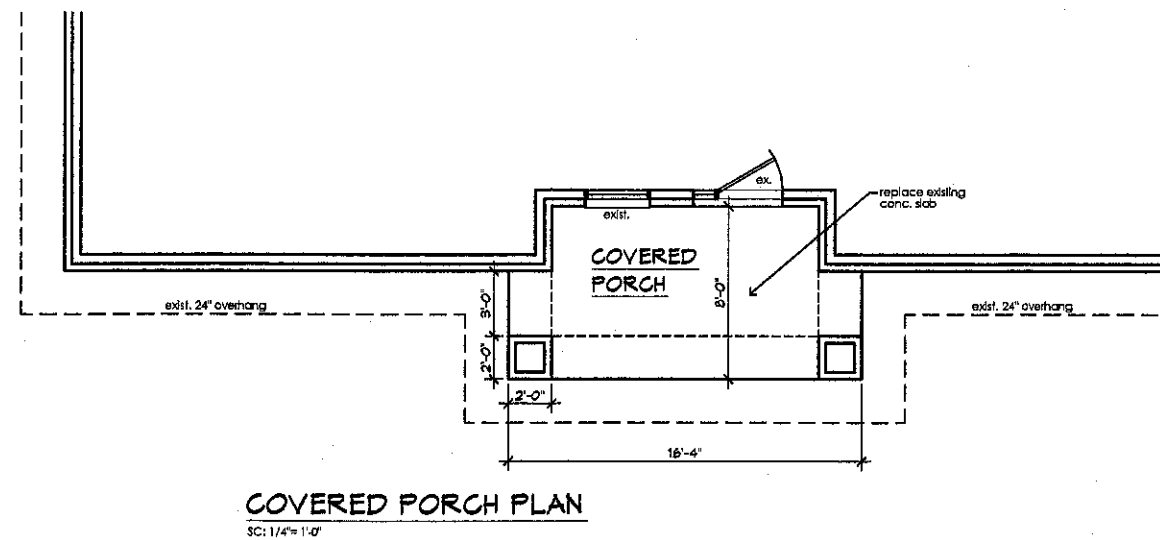 ex.
replace existing
conc. slab
exist.
COVERED
PORCH
8'-0"
3'-0"
exist. 24" overhang
exist. 24" overhang
2'-0"
2'-0"
16'-4"
COVERED PORCH PLAN
SC: 1/4"= 1'-0"